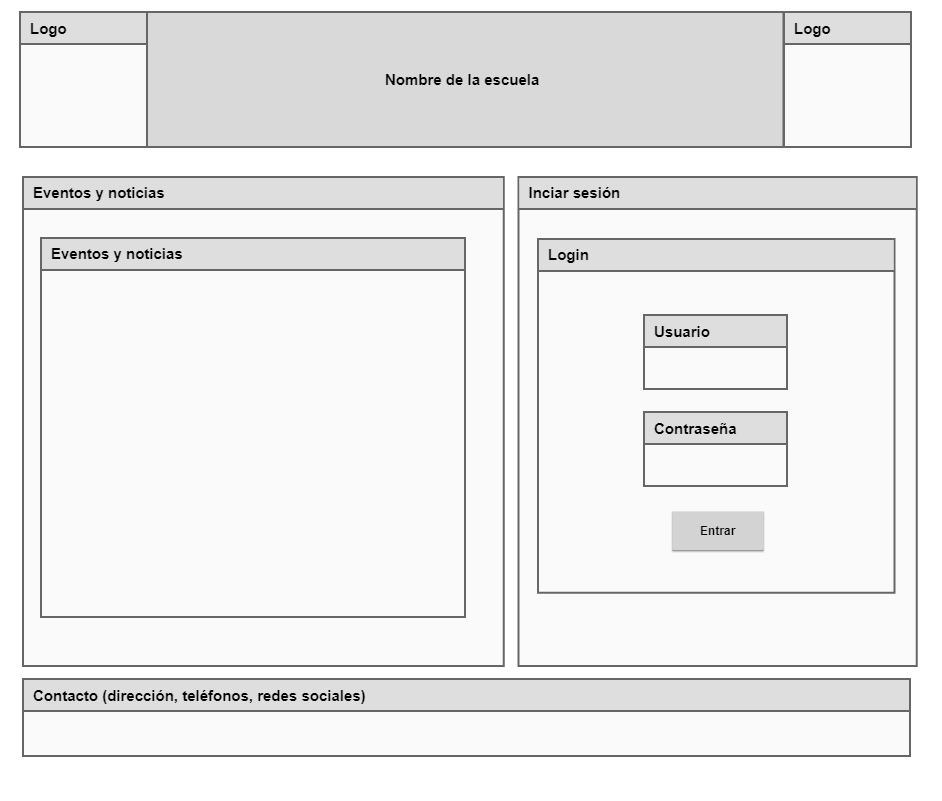 Logo
Nombre de la escuela
Logo
Eventos y noticias
Eventos y noticias
Inciar sesión
Login
Usuario
Contraseña
Entrar
Contacto (dirección, teléfonos, redes sociales)